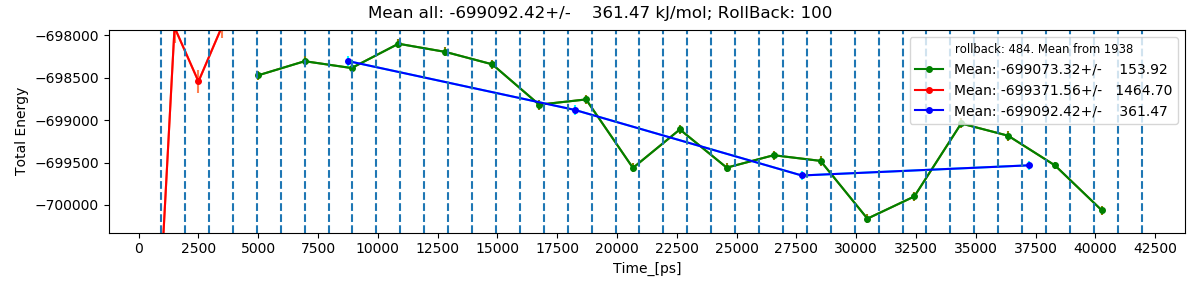 Mean all: -699092.42+/-    361.47 kJ/mol; RollBack: 100
−698000
−698500
−699000
−699500
−700000
Total Energy
rollback: 484. Mean from 1938
Mean: -699073.32+/-    153.92
Mean: -699371.56+/-   1464.70
Mean: -699092.42+/-    361.47
0 2500 5000 7500 10000 12500 15000 17500 20000 22500 25000 27500 30000 32500 35000 37500 40000 42500
Time_[ps]